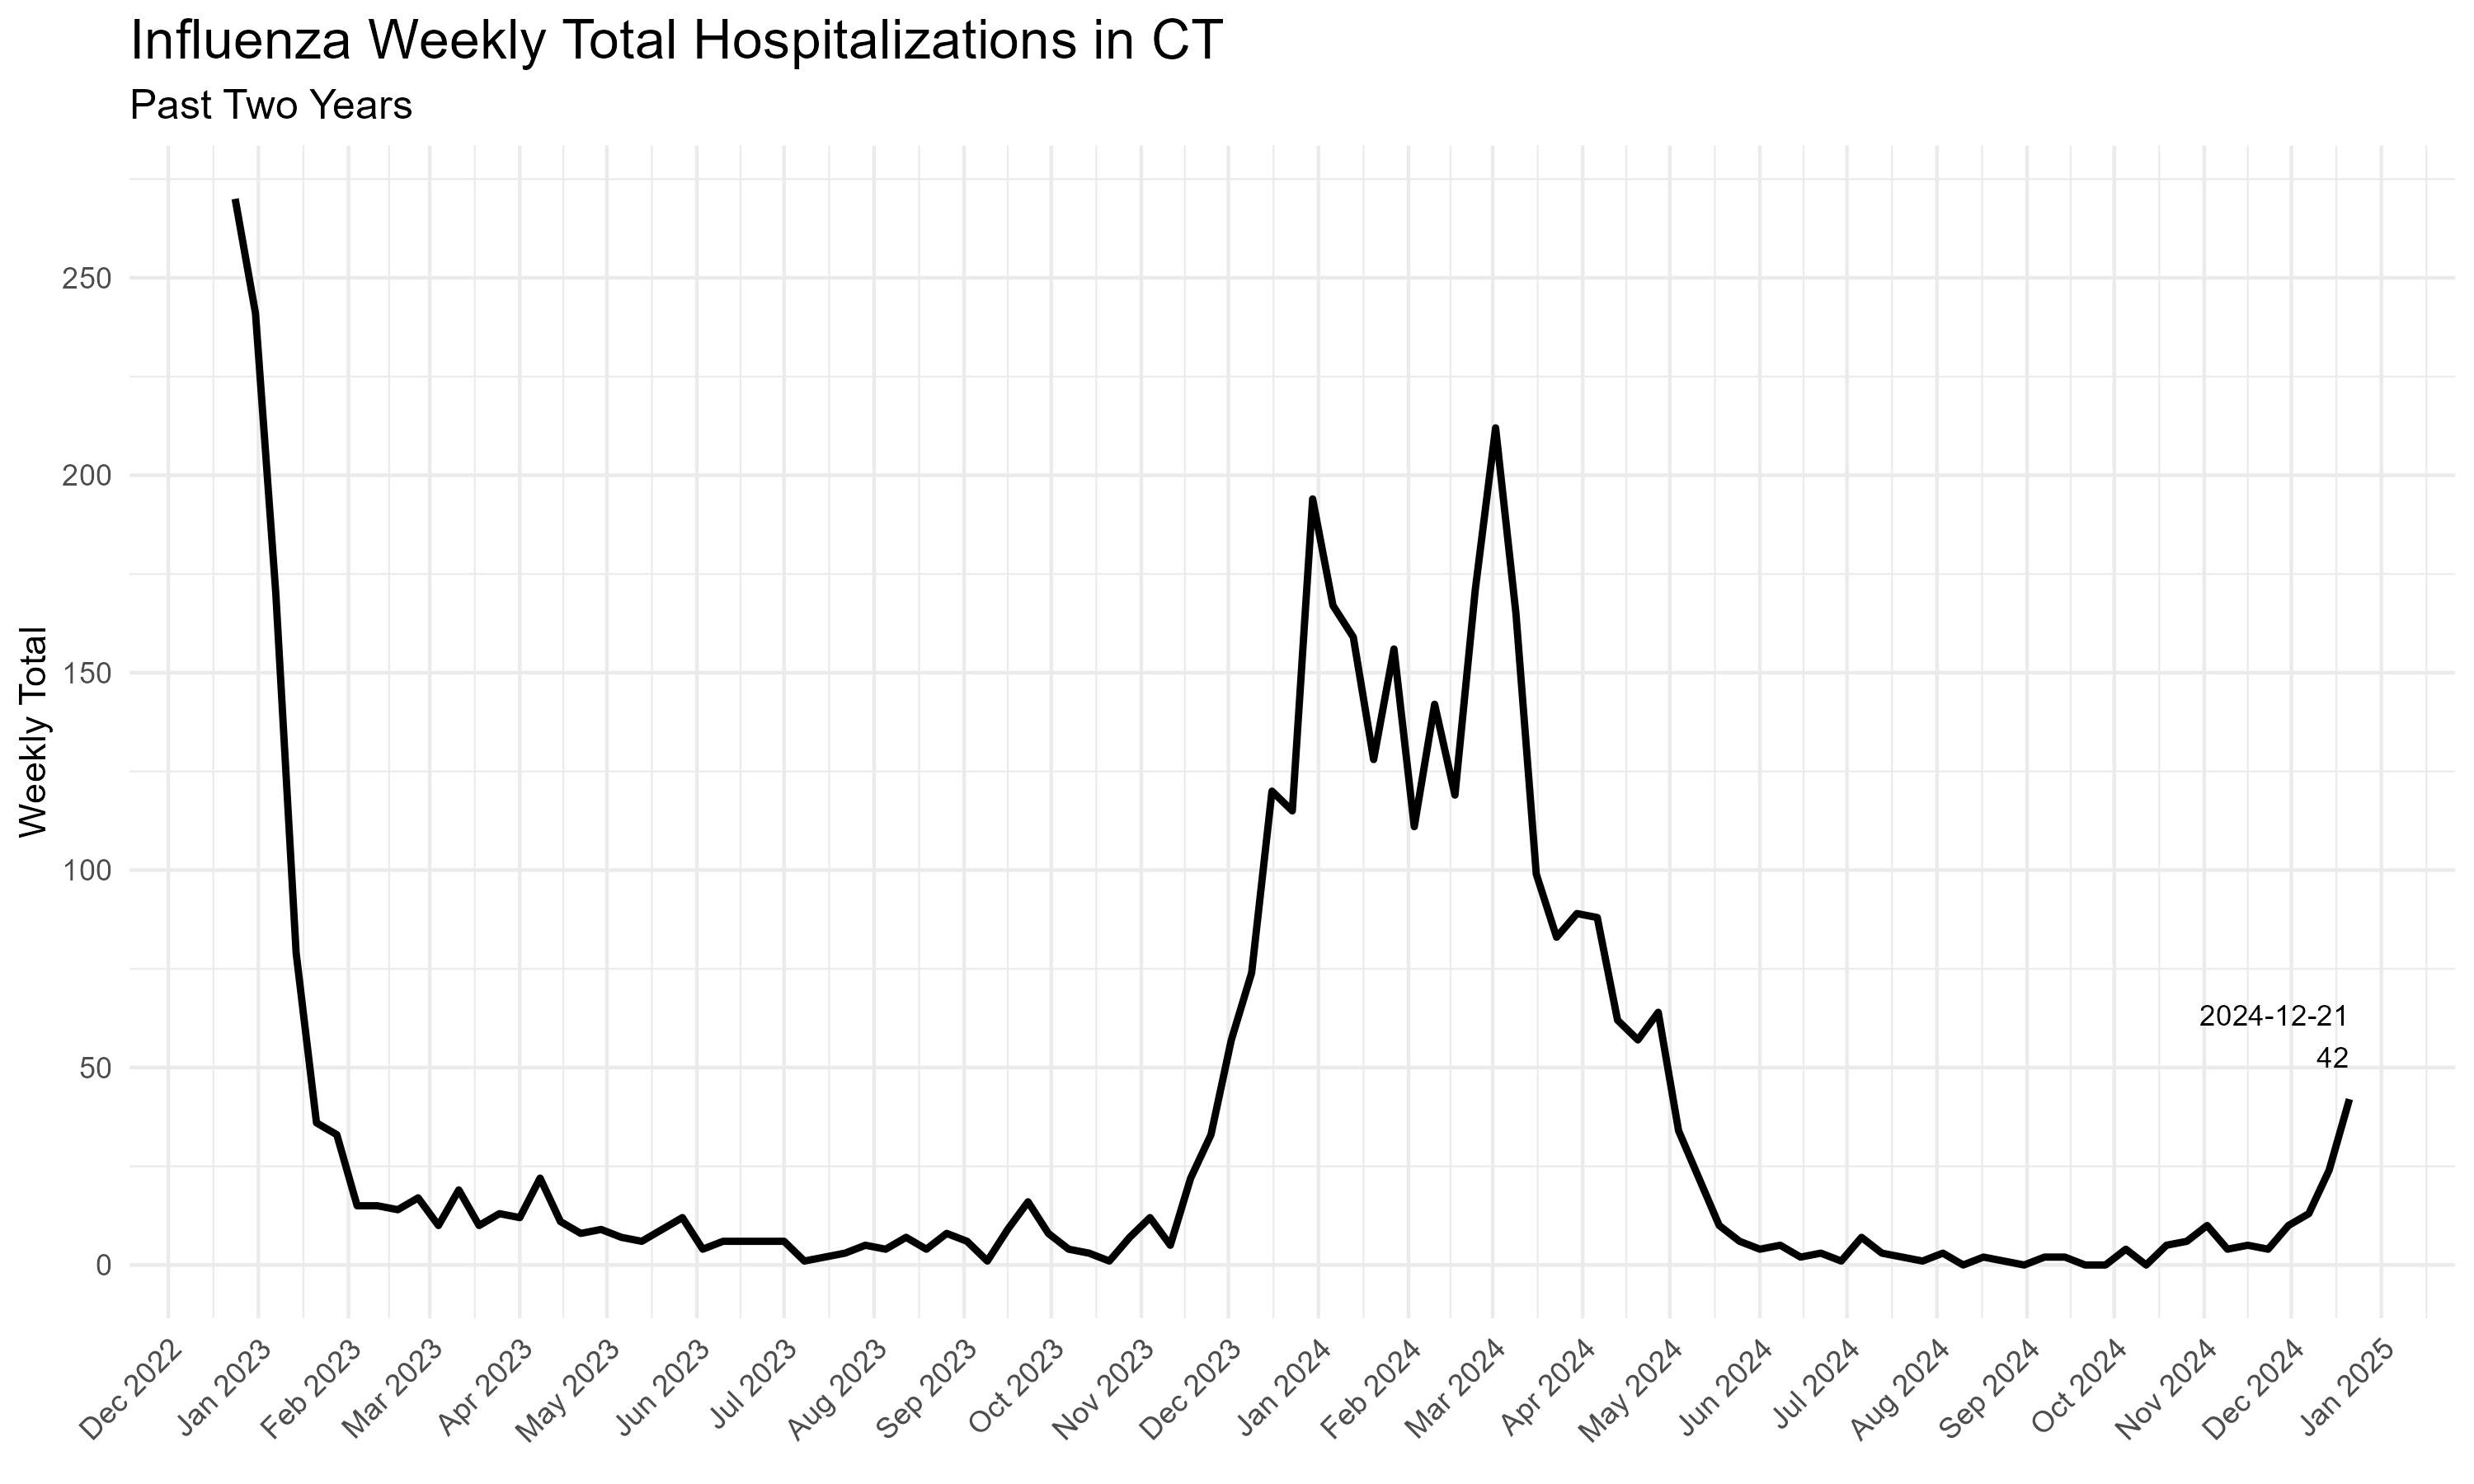 Influenza Weekly Total Hospitalizations in CT
Past Two Years
Weekly Total
250
200
150
100
50
0
2024-12-21
42
Dec 2022
Jan 2023
Feb 2023
Mar 2023
Apr 2023
May 2023
Jun 2023
Jul 2023
Aug 2023
Sep 2023
Oct 2023
Nov 2023
Dec 2023
Jan 2024
Feb 2024
Mar 2024
Apr 2024
May 2024
Jun 2024
Jul 2024
Aug 2024
Sep 2024
Oct 2024
Nov 2024
Dec 2024
Jan 2025